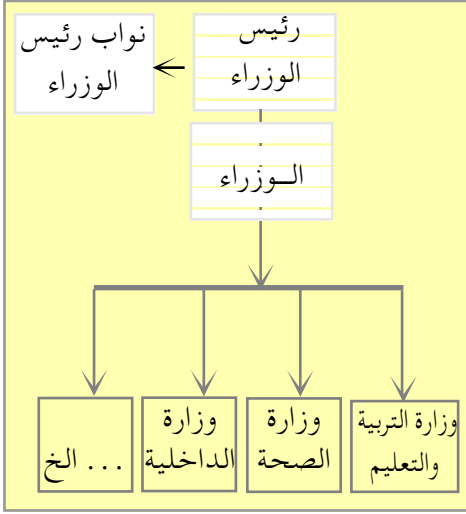 رئيس
الوزراء
نواب رئيس
الوزراء
الــوزراء
وزارة التربية
والتعليم
وزارة
الصحة
وزارة
الداخلية
... الخ